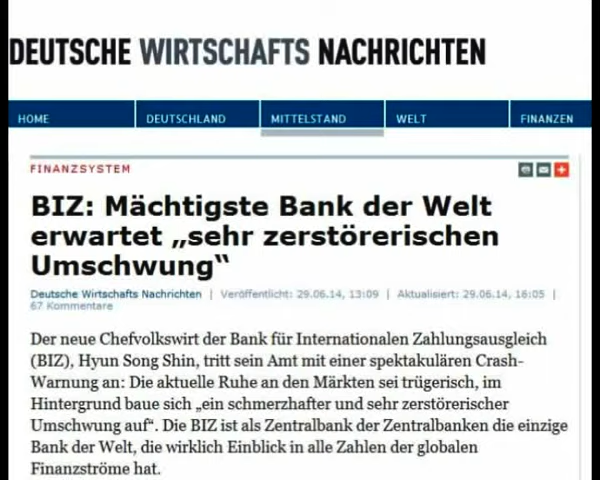 DEUTSCHE WIRTSCHAFTS NACHRICHTEN
HOME DEUTSCHLAND MITTELSTAND WELT FINANZEN
FINANZSYSTEM
BIZ: Mächtigste Bank der Welt
erwartet „sehr zerstörerischen
Umschwung“
Deutsche Wirtschafts Nachrichten | Veröffentlicht: 29.06.14, 13:09 | Aktualisiert: 29.06.14, 16:05 |
67 Kommentare
Der neue Chefvolkswirt der Bank für Internationalen Zahlungsausgleich
(BIZ), Hyun Song Shin, tritt sein Amt mit einer spektakulären Crash-
Warnung an: Die aktuelle Ruhe an den Märkten sei trügerisch, im
Hintergrund baue sich „ein schmerzhafter und sehr zerstörerischer
Umschwung auf“. Die BIZ ist als Zentralbank der Zentralbanken die einzige
Bank der Welt, die wirklich Einblick in alle Zahlen der globalen
Finanzströme hat.